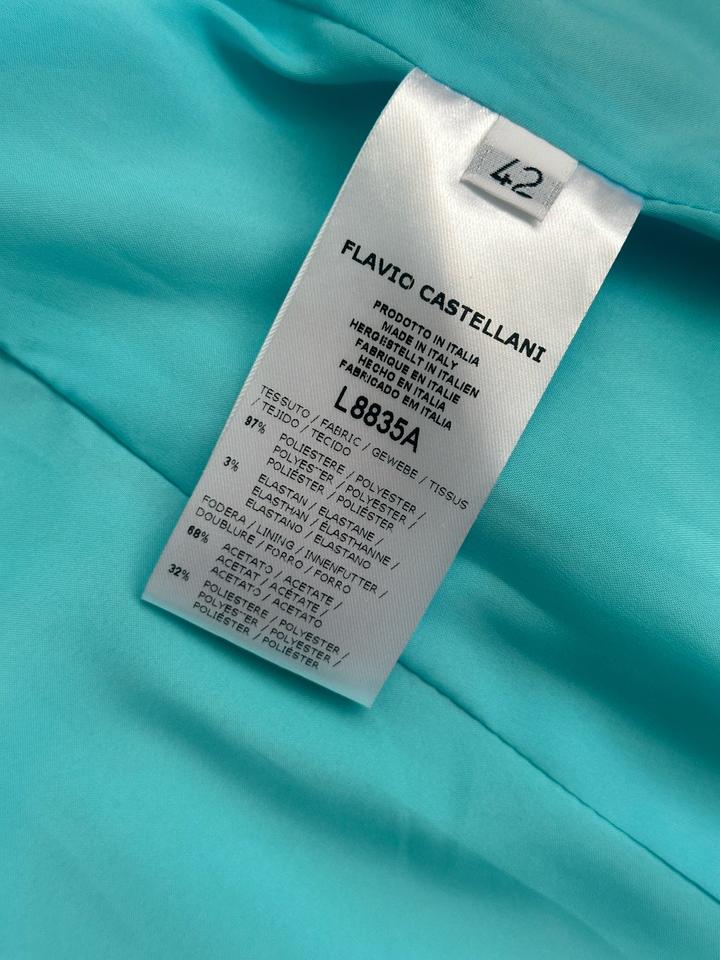 42
FLAVIO CASTELLANI
PRODOTTO IN ITALIA
MADE IN ITALY
HERGESTELLT IN ITALIEN
FABRIQUE EN ITALIE
HECHO EN ITALIA
FABRICADO EM ITALIA
L8835A
TESSUTO / FABRIC / GEWEBE / TISSUS
/ TEJIDO / TECIDO
97% POLIESTERE / POLYESTER /
POLYESTER / POLYESTER /
POLIÉSTER / POLIÉSTER
3% ELASTAN / ELASTANE /
ELASTHAN / ÉLASTHANNE /
ELASTANO / ELASTANO
FODERA / LINING / INNENFUTTER /
DOUBLURE / FORRO / FORRO
68% ACETATO / ACETATE /
ACETAT / ACÉTATE /
ACETATO / ACETATO
32% POLIESTERE / POLYESTER /
POLYESTER / POLYESTER /
POLIÉSTER / POLIÉSTER